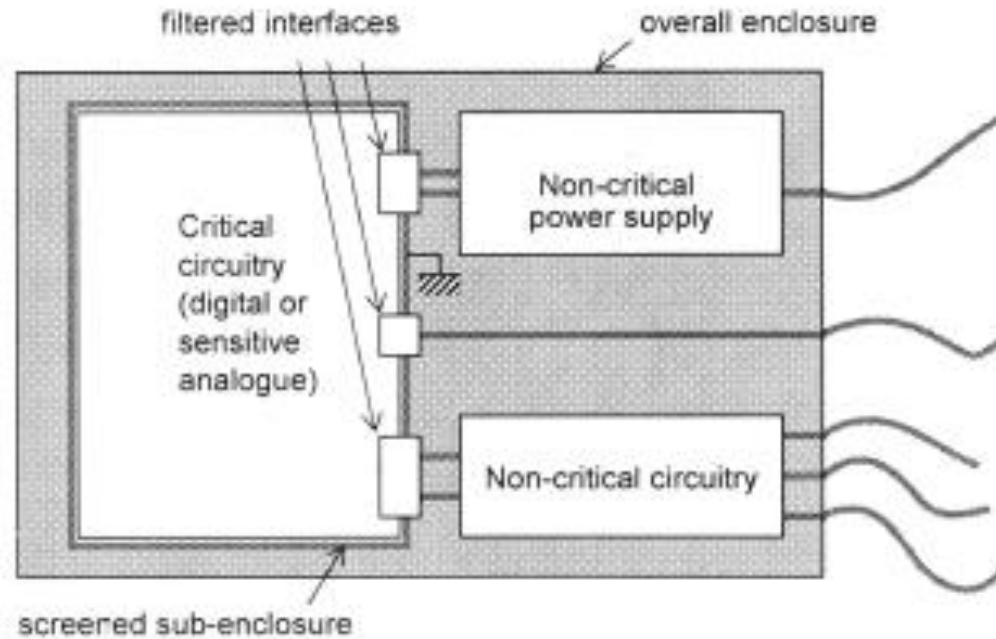 filtered interfaces
overall enclosure
Non-critical
power supply
Critical
circuitry
(digital or
sensitive
analogue)
Non-critical circuitry
screened sub-enclosure